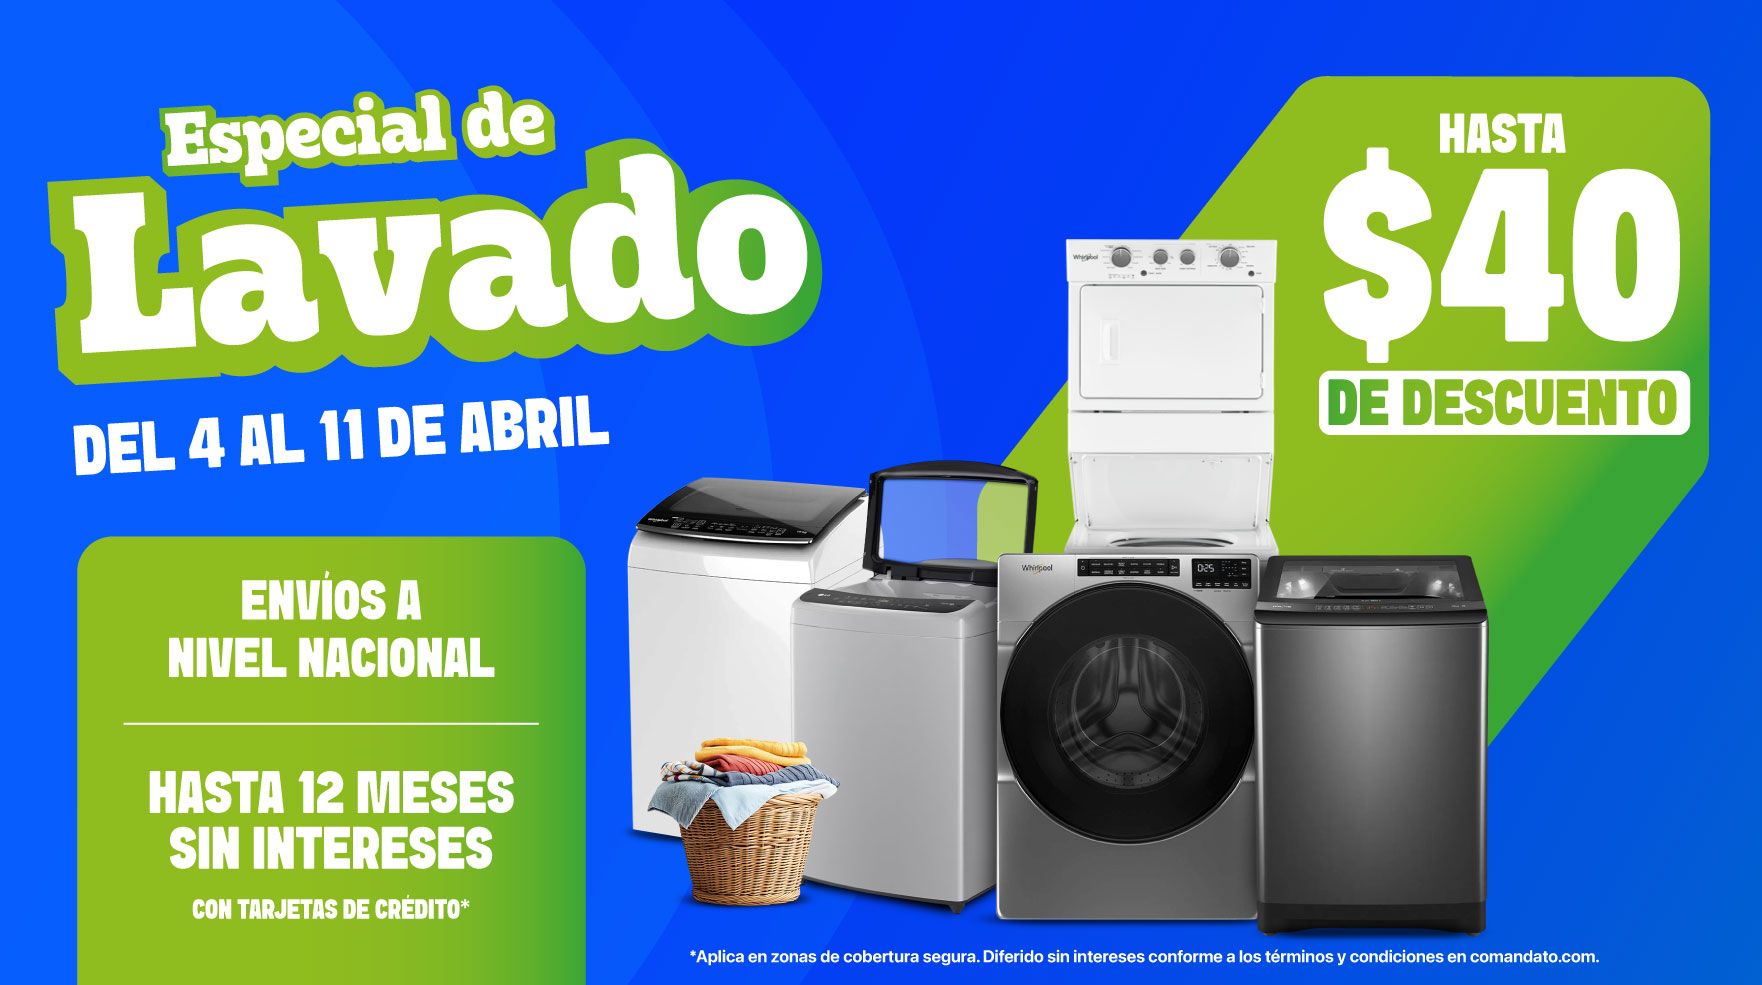 Especial de
Lavado
DEL 4 AL 11 DE ABRIL
HASTA
$40
DE DESCUENTO
ENVÍOS A
NIVEL NACIONAL
HASTA 12 MESES
SIN INTERESES
CON TARJETAS DE CRÉDITO*
Whirlpool
Whirlpool
0:25
*Aplica en zonas de cobertura segura. Diferido sin intereses conforme a los términos y condiciones en comandato.com.